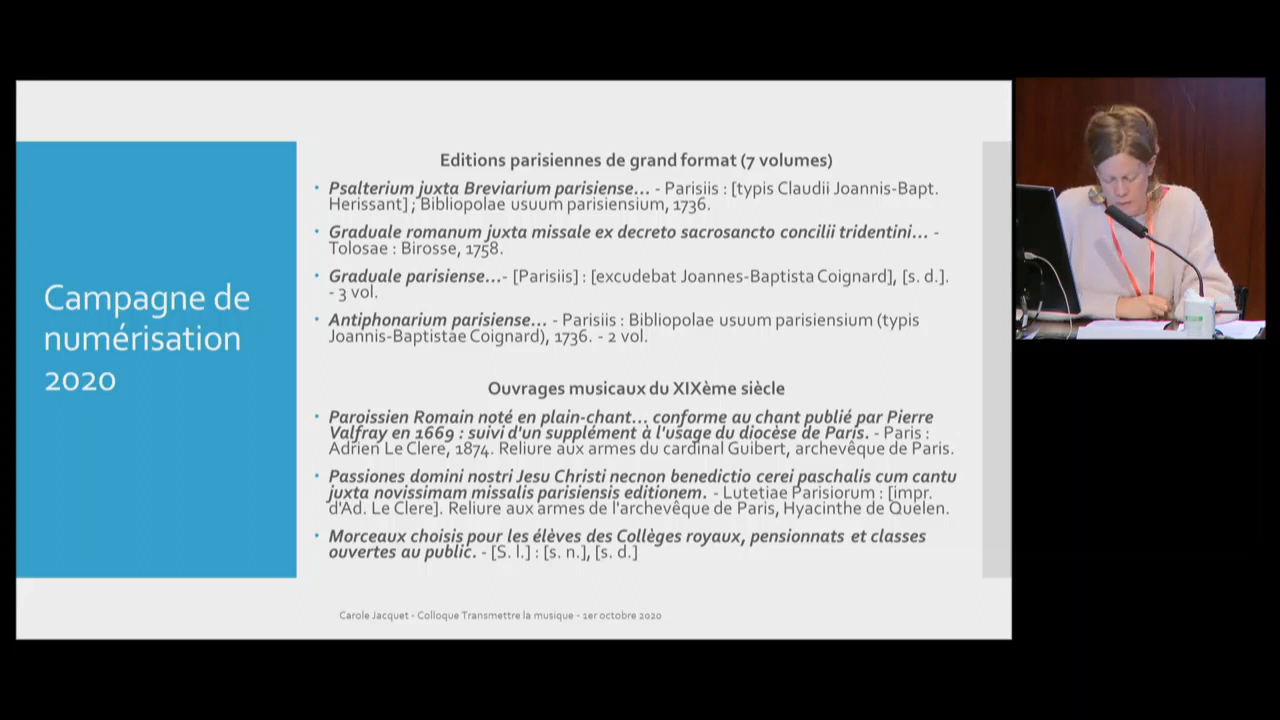 Campagne de
numérisation
2020
Editions parisiennes de grand format (7 volumes)
• Psalterium juxta Breviarium parisiense... - Parisiis : [typis Claudii Joannis-Bapt.
Herissant] ; Bibliopolae usuum parisiensium, 1736.
• Graduale romanum juxta missale ex decreto sacrosancto concilii tridentini... -
Tolosae : Birosse, 1758.
• Graduale parisiense...- [Parisiis] : [excudebat Joannes-Baptista Coignard], [s. d.].
- 3 vol.
• Antiphonarium parisiense... - Parisiis : Bibliopolae usuum parisiensium (typis
Joannis-Baptistae Coignard), 1736. - 2 vol.
Ouvrages musicaux du XIXème siècle
• Paroissien Romain noté en plain-chant... conforme au chant publié par Pierre
Valfray en 1669 : suivi d'un supplément à l'usage du diocèse de Paris. - Paris :
Adrien Le Clere, 1874. Reliure aux armes du cardinal Guibert, archevêque de Paris.
• Passiones domini nostri Jesu Christi necnon benedictio cerei paschalis cum cantu
juxta novissimam missalis parisiensis editionem. - Lutetiae Parisiorum : [impr.
d'Ad. Le Clere]. Reliure aux armes de l'archevêque de Paris, Hyacinthe de Quelen.
• Morceaux choisis pour les élèves des Collèges royaux, pensionnats et classes
ouvertes au public. - [S. l.] : [s. n.], [s. d.]
Carole Jacquet - Colloque Transmettre la musique - 1er octobre 2020